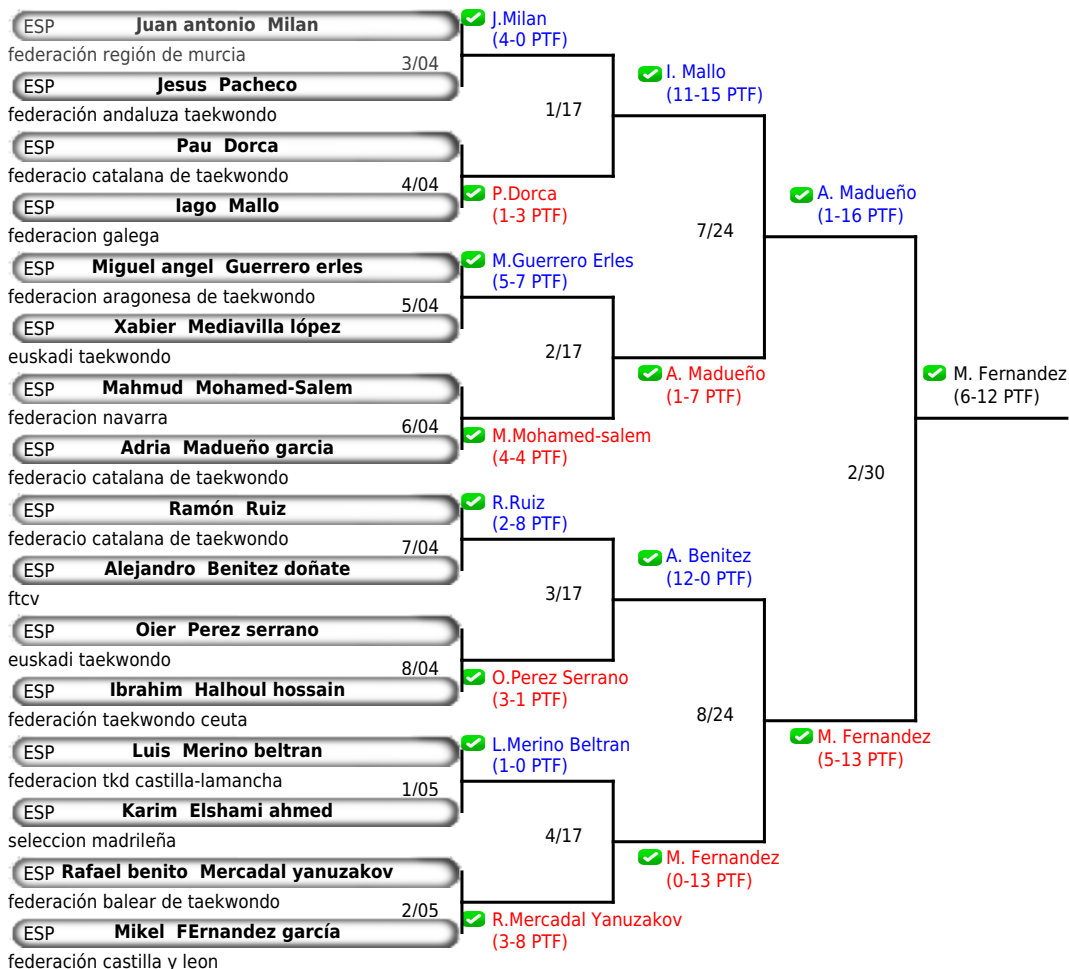 ESP Juan antonio Milan
federación región de murcia
3/04
ESP Jesus Pacheco
federación andaluza taekwondo
ESP Pau Dorca
federacio catalana de taekwondo
4/04
ESP Iago Mallo
federacion galega
ESP Miguel angel Guerrero erles
federacion aragonesa de taekwondo
5/04
ESP Xabier Mediavilla lópez
euskadi taekwondo
ESP Mahmud Mohamed-Salem
federacion navarra
6/04
ESP Adria Madueño garcia
federacio catalana de taekwondo
ESP Ramón Ruiz
federacio catalana de taekwondo
7/04
ESP Alejandro Benitez doñate
ftcv
ESP Oier Perez serrano
euskadi taekwondo
8/04
ESP Ibrahim Halhoul hossain
federación taekwondo ceuta
ESP Luis Merino beltran
federacion tkd castilla-lamancha
1/05
ESP Karim Elshami ahmed
seleccion madrileña
ESP Rafael benito Mercadal yanuzakov
federación balear de taekwondo
2/05
ESP Mikel FErnandez garcía
federación castilla y leon
J.Milan
(4-0 PTF)
1/17
P.Dorca
(1-3 PTF)
M.Guerrero Erles
(5-7 PTF)
2/17
M.Mohamed-salem
(4-4 PTF)
R.Ruiz
(2-8 PTF)
3/17
O.Perez Serrano
(3-1 PTF)
L.Merino Beltran
(1-0 PTF)
4/17
R.Mercadal Yanuzakov
(3-8 PTF)
I. Mallo
(11-15 PTF)
7/24
A. Madueño
(1-7 PTF)
A. Benitez
(12-0 PTF)
8/24
M. Fernandez
(0-13 PTF)
A. Madueño
(1-16 PTF)
2/30
M. Fernandez
(5-13 PTF)
M. Fernandez
(6-12 PTF)